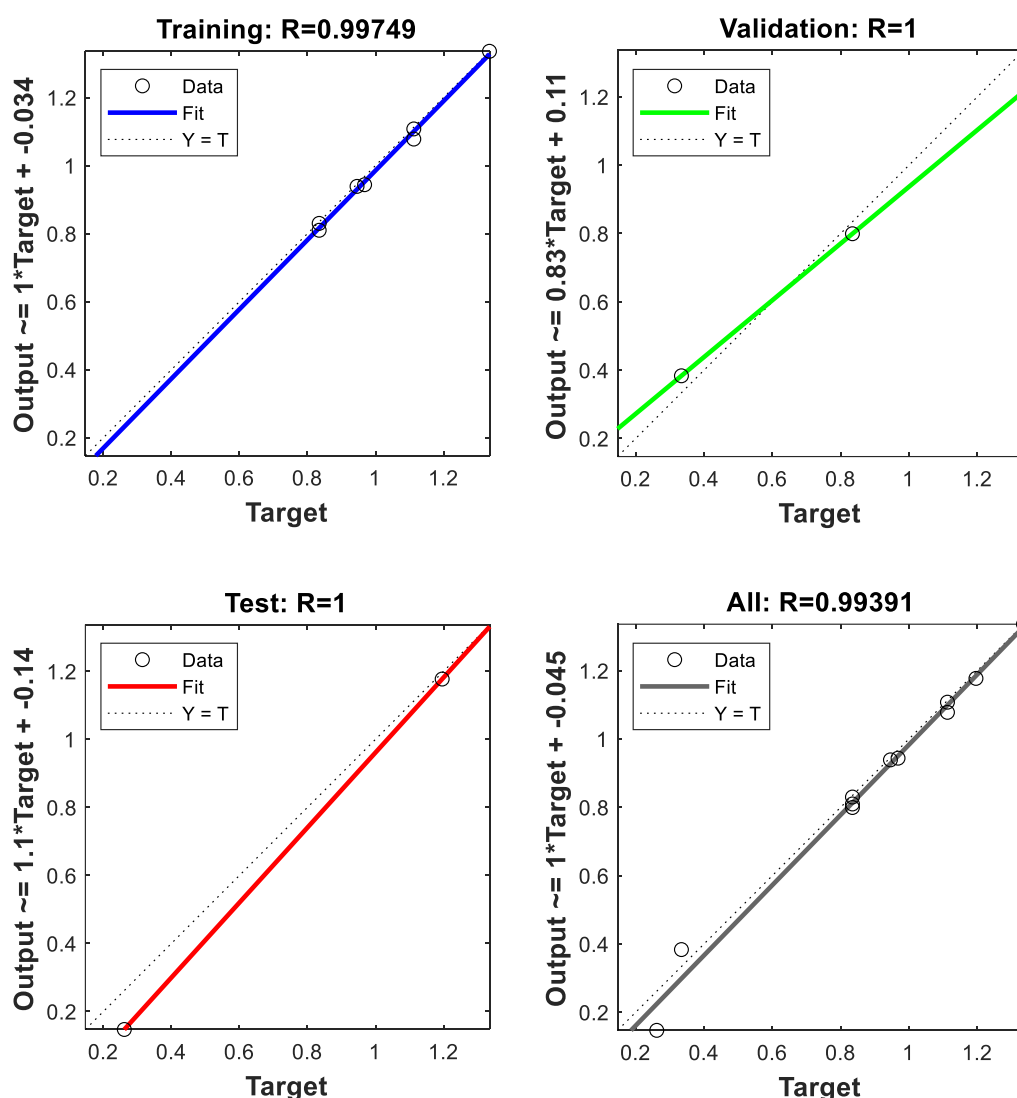 Training: R=0.99749
Output ~= 1*Target + -0.034
Data
Fit
Y = T
1.2
1
0.8
0.6
0.4
0.2
0.2 0.4 0.6 0.8 1 1.2
Target
Validation: R=1
Output ~= 0.83*Target + 0.11
Data
Fit
Y = T
1.2
1
0.8
0.6
0.4
0.2
0.2 0.4 0.6 0.8 1 1.2
Target
Test: R=1
Output ~= 1.1*Target + -0.14
Data
Fit
Y = T
1.2
1
0.8
0.6
0.4
0.2
0.2 0.4 0.6 0.8 1 1.2
Target
All: R=0.99391
Output ~= 1*Target + -0.045
Data
Fit
Y = T
1.2
1
0.8
0.6
0.4
0.2
0.2 0.4 0.6 0.8 1 1.2
Target